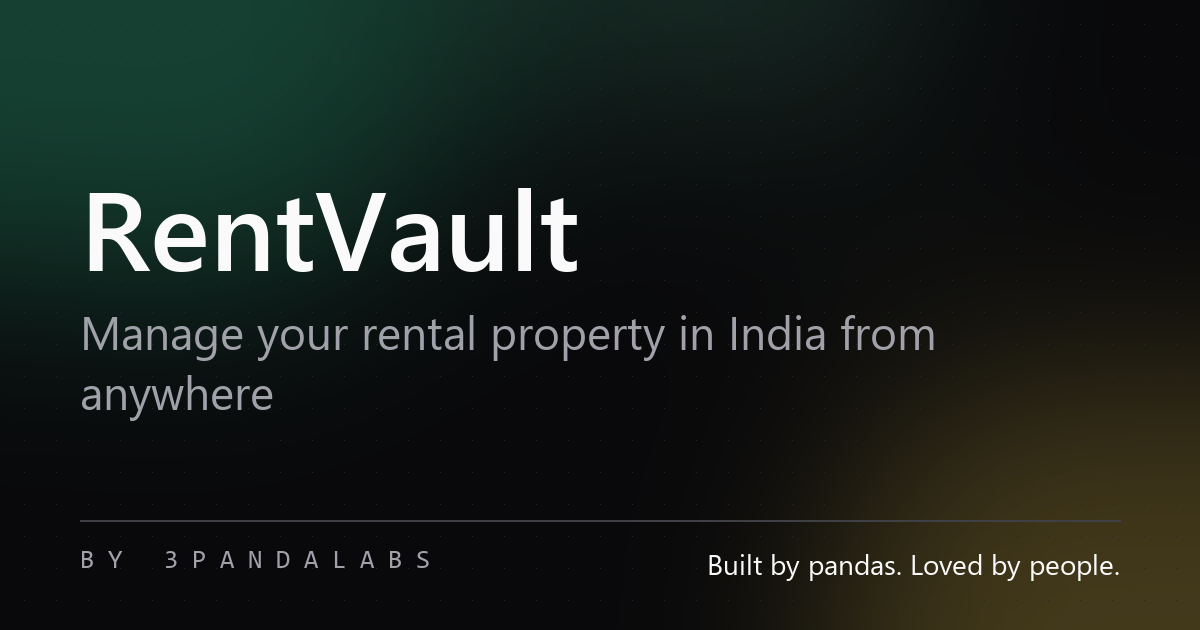 RentVault
Manage your rental property in India from
anywhere
BY 3PANDALABS
Built by pandas. Loved by people.